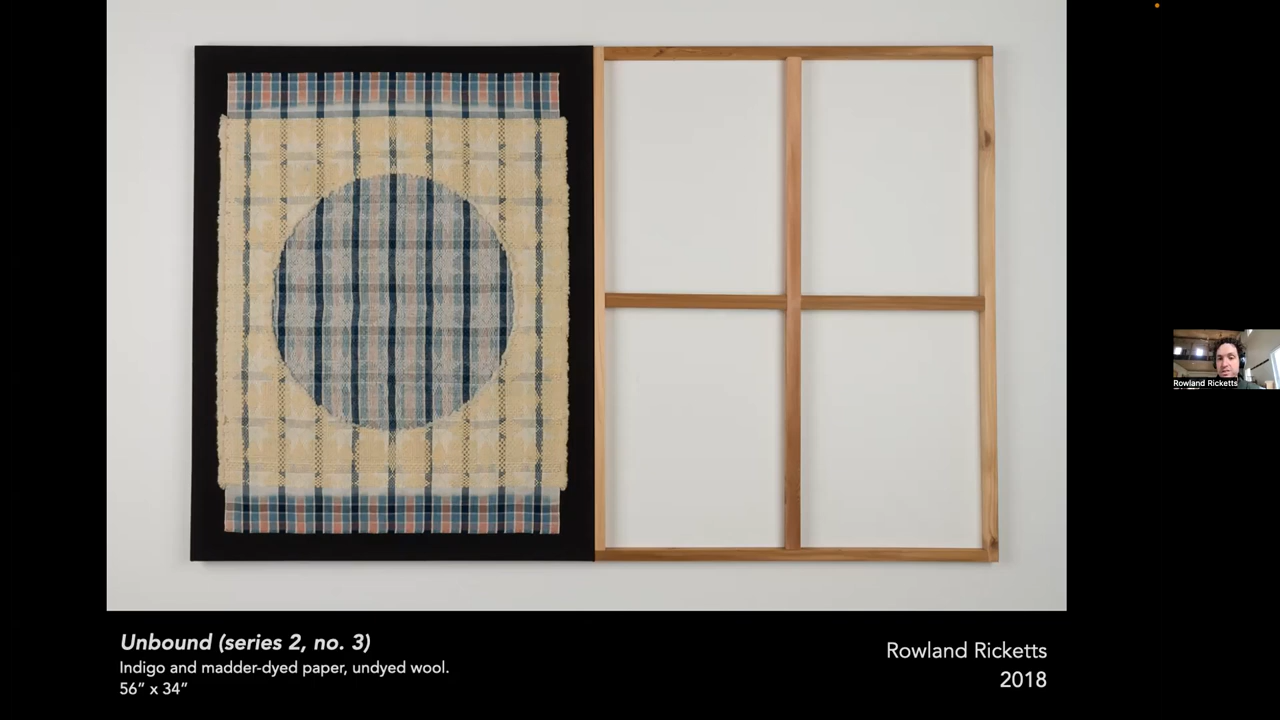 Unbound (series 2, no. 3)
Indigo and madder-dyed paper, undyed wool.
56” x 34”
Rowland Ricketts
2018
Rowland Ricketts